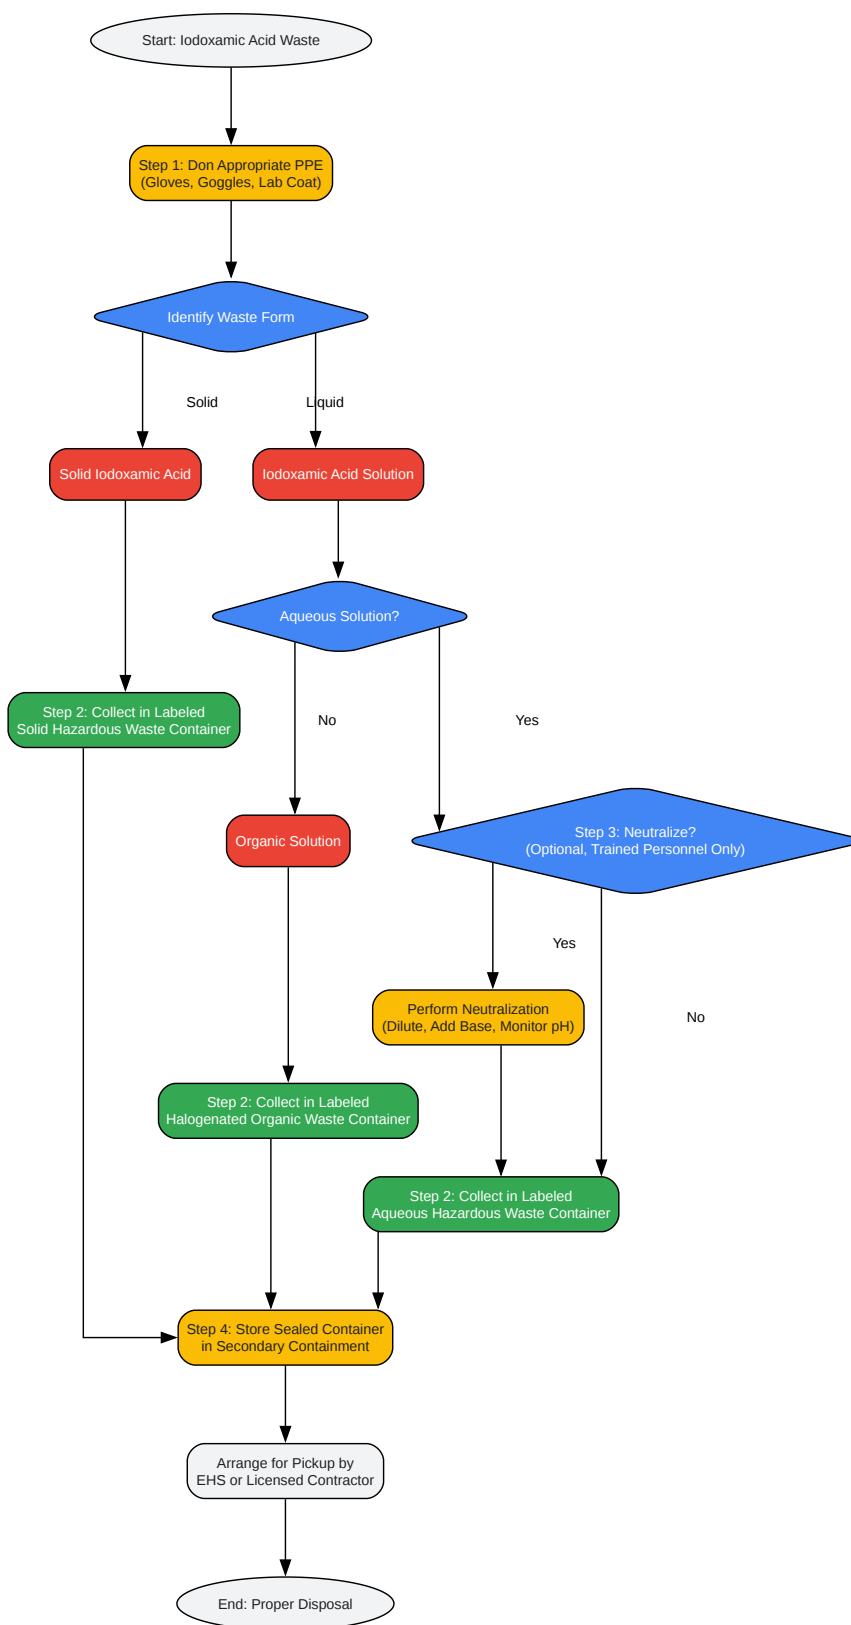 Start: Iodoxamic Acid Waste
Step 1: Don Appropriate PPE
(Gloves, Goggles, Lab Coat)
Identify Waste Form
Solid
Liquid
Solid Iodoxamic Acid
Iodoxamic Acid Solution
Aqueous Solution?
Step 2: Collect in Labeled
Solid Hazardous Waste Container
No
Yes
Step 3: Neutralize?
(Optional, Trained Personnel Only)
Organic Solution
Yes
Perform Neutralization
(Dilute, Add Base, Monitor pH)
No
Step 2: Collect in Labeled
Halogenated Organic Waste Container
Step 2: Collect in Labeled
Aqueous Hazardous Waste Container
Step 4: Store Sealed Container
in Secondary Containment
Arrange for Pickup by
EHS or Licensed Contractor
End: Proper Disposal